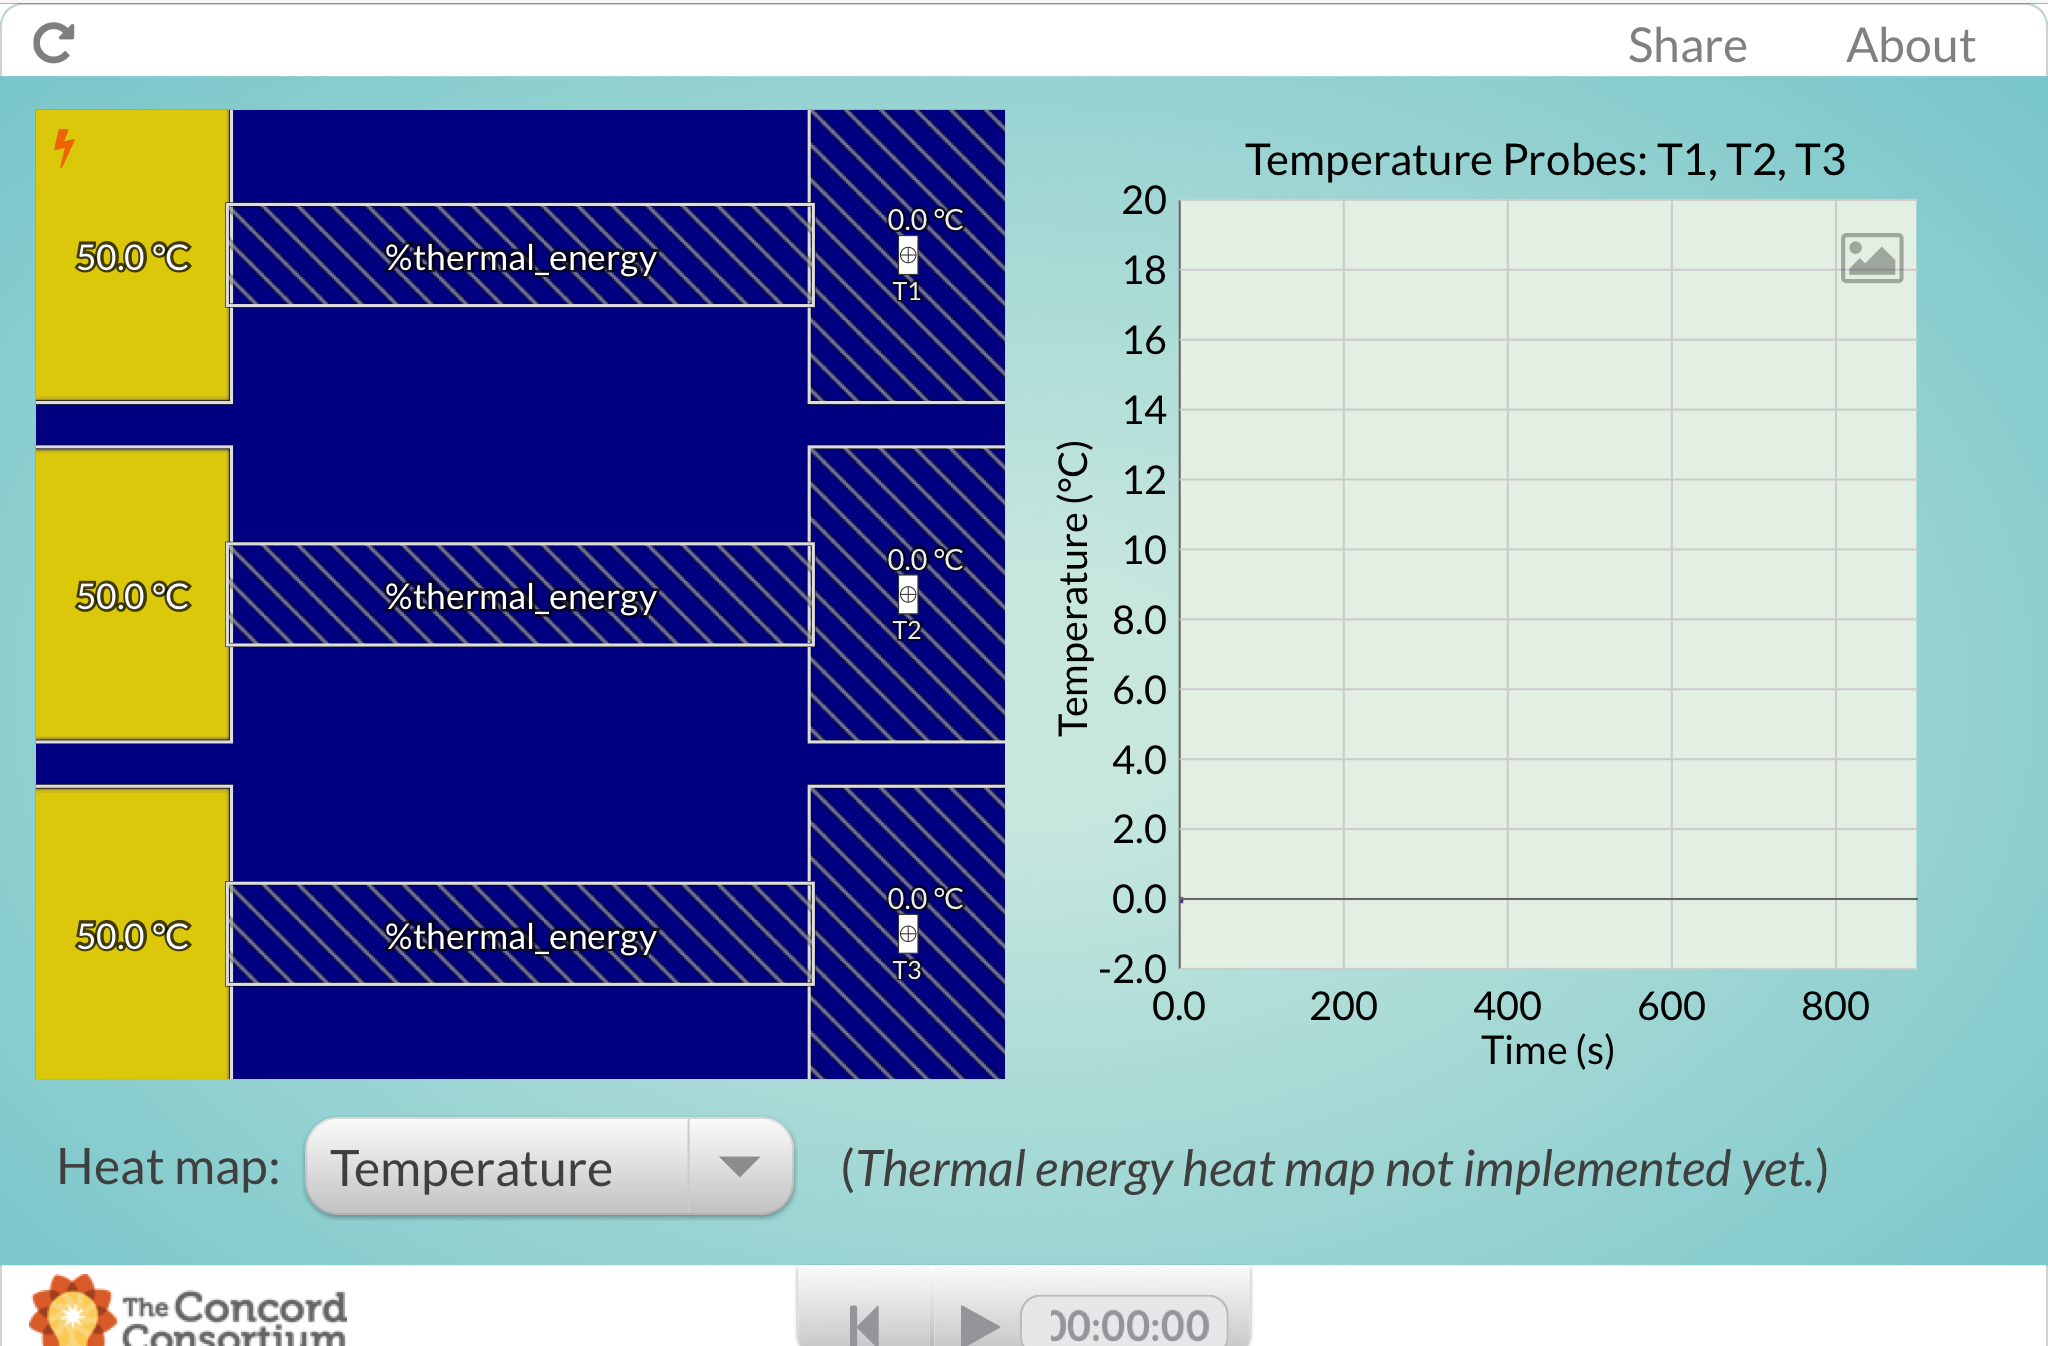 Share About
50.0 °C
%thermal_energy
0.0 °C
T1
50.0 °C
%thermal_energy
0.0 °C
T2
50.0 °C
%thermal_energy
0.0 °C
T3
Temperature Probes: T1, T2, T3
Temperature (°C)
20
18
16
14
12
10
8.0
6.0
4.0
2.0
0.0
-2.0
0.0 200 400 600 800
Time (s)
Heat map: Temperature (Thermal energy heat map not implemented yet.)
The Concord
Consortium
00:00:00